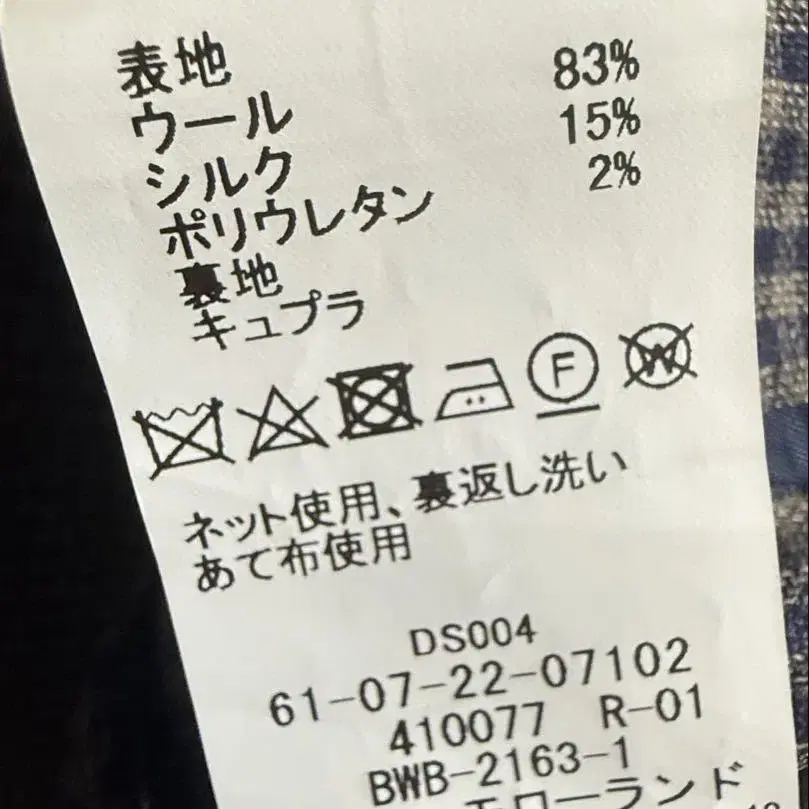 表地
ウール 83%
シルク 15%
ポリウレタン 2%
裏地
キュプラ
F W
ネット使用、裏返し洗い
あて布使用
DS004
61-07-22-07102
410077 R-01
BWB-2163-1